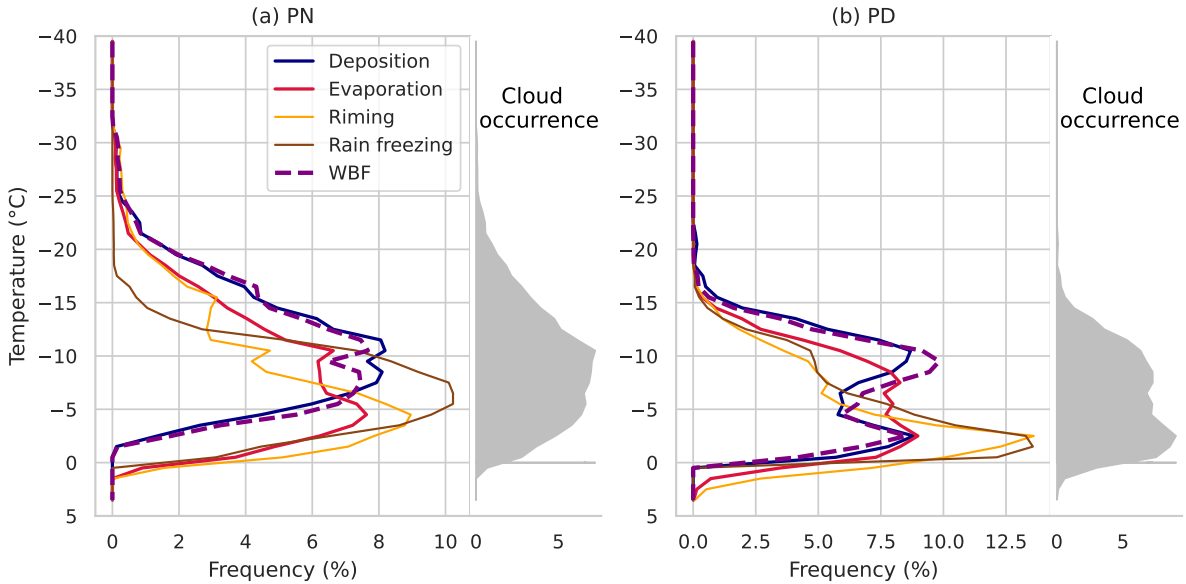 (a) PN
(b) PD
−40
−35
−30
−25
−20
−15
−10
−5
0
5
Temperature (°C)
Deposition
Evaporation
Riming
Rain freezing
WBF
Cloud
occurrence
0
2
4
6
8
10
0
5
Frequency (%)
−40
−35
−30
−25
−20
−15
−10
−5
0
5
Cloud
occurrence
0.0
2.5
5.0
7.5
10.0
12.5
0
5
Frequency (%)